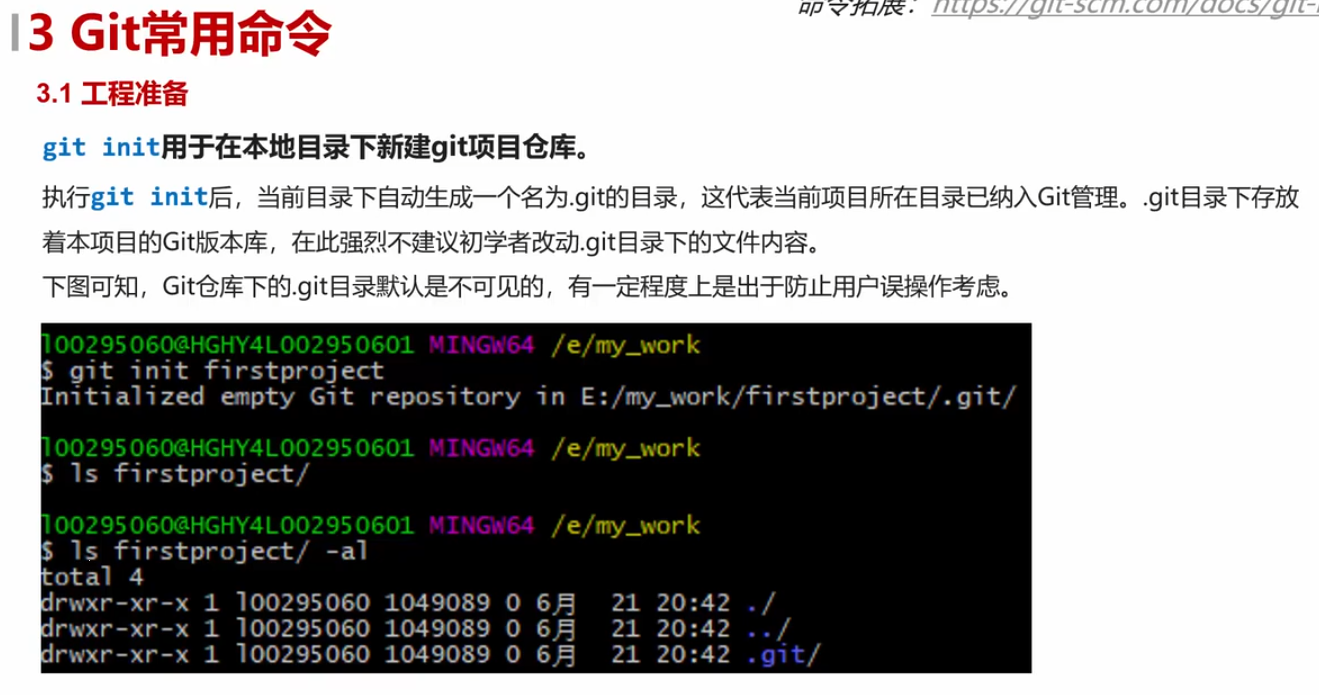 命令拓展：https://git-scm.com/docs/git-
3 Git常用命令
3.1 工程准备
git init用于在本地目录下新建git项目仓库。
执行git init后，当前目录下自动生成一个名为.git的目录，这代表当前项目所在目录已纳入Git管理。.git目录下存放
着本项目的Git版本库，在此强烈不建议初学者改动.git目录下的文件内容。
下图可知，Git仓库下的.git目录默认是不可见的，有一定程度上是出于防止用户误操作考虑。
l00295060@HGHY4L002950601 MINGW64 /e/my_work
$ git init firstproject
Initialized empty Git repository in E:/my_work/firstproject/.git/
l00295060@HGHY4L002950601 MINGW64 /e/my_work
$ ls firstproject/
l00295060@HGHY4L002950601 MINGW64 /e/my_work
$ ls firstproject/ -al
total 4
drwxr-xr-x 1 l00295060 1049089 0 6月  21 20:42 ./
drwxr-xr-x 1 l00295060 1049089 0 6月  21 20:42 ../
drwxr-xr-x 1 l00295060 1049089 0 6月  21 20:42 .git/